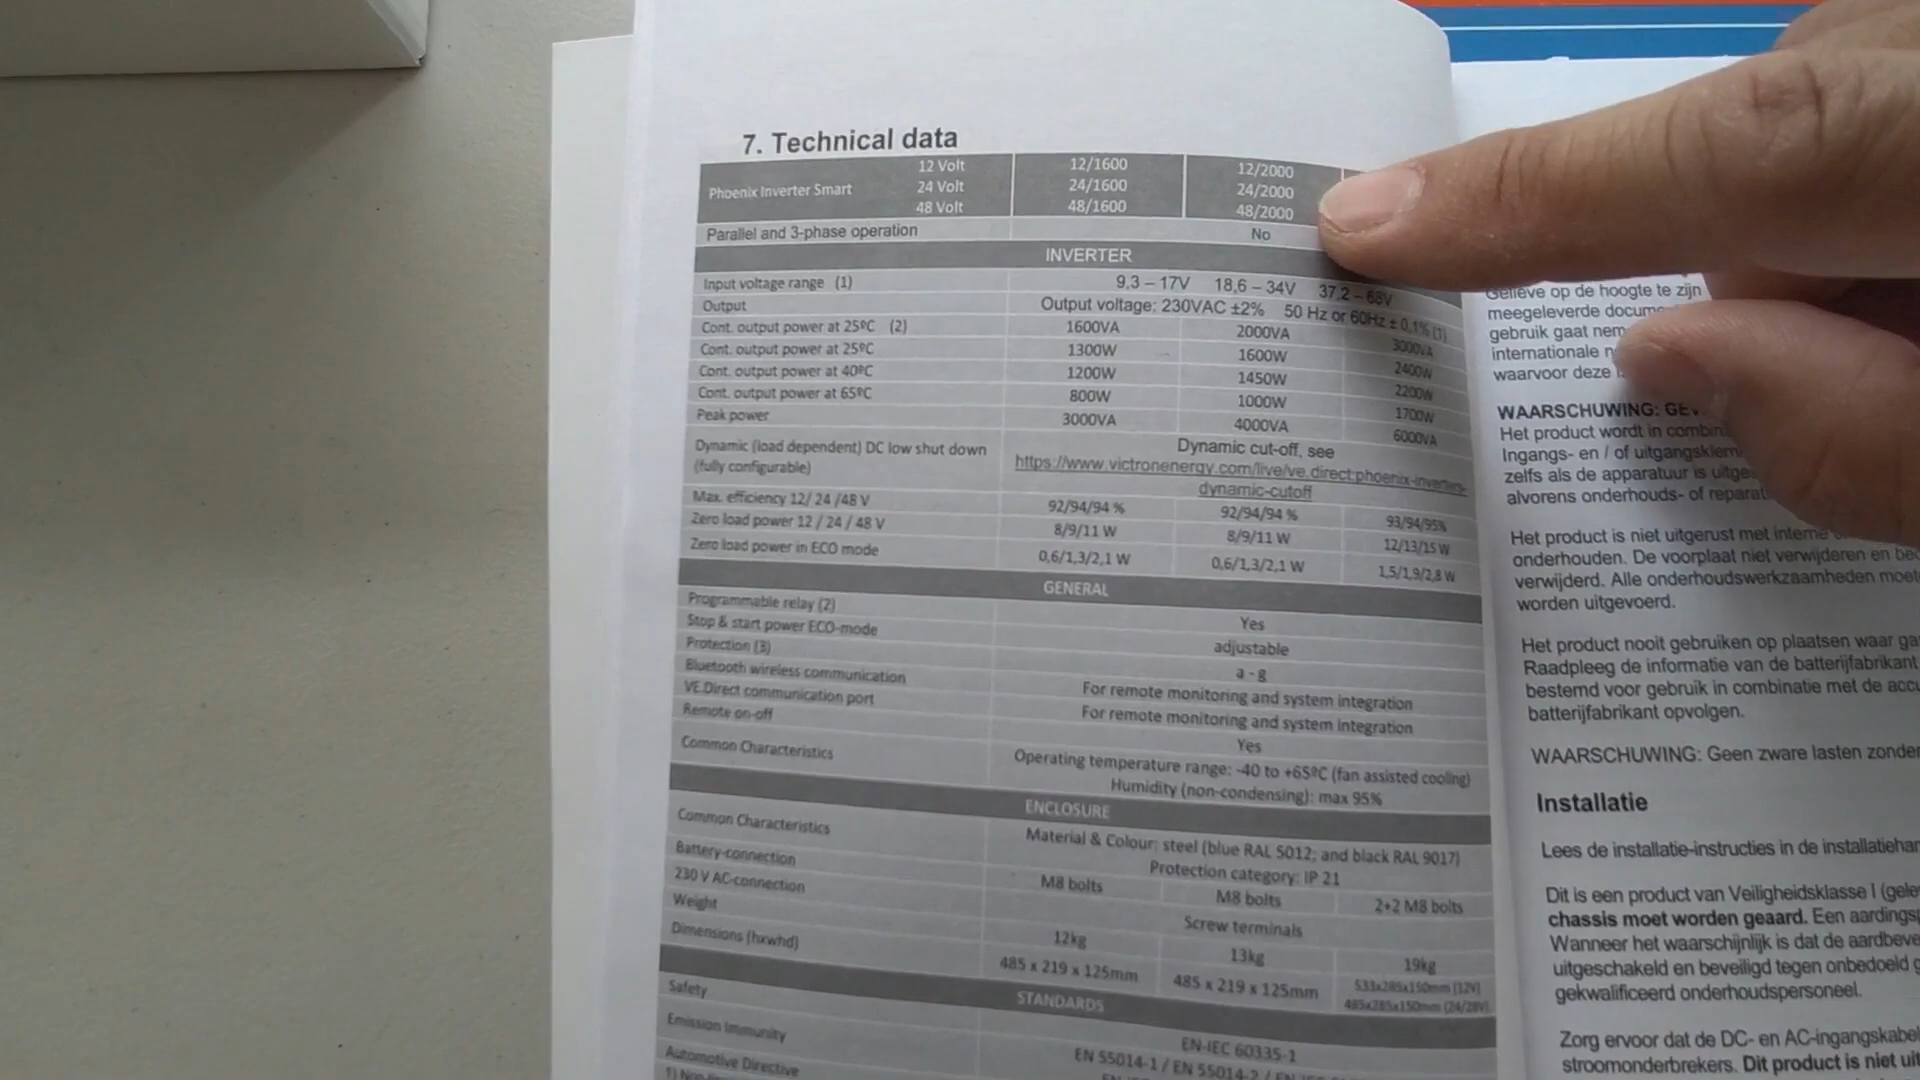 7. Technical data
Phoenix Inverter Smart
12 Volt 12/1600 12/2000
24 Volt 24/1600 24/2000
48 Volt 48/1600 48/2000
Parallel and 3-phase operation No
INVERTER
Input voltage range (1) 9,3 – 17V 18,6 – 34V 37,2 – 68V
Output Output voltage: 230VAC ±2% 50 Hz or 60Hz ± 0,1% (1)
Cont. output power at 25ºC (2) 1600VA 2000VA 3000VA
Cont. output power at 25ºC 1300W 1600W 2400W
Cont. output power at 40ºC 1200W 1450W 2200W
Cont. output power at 65ºC 800W 1000W 1700W
Peak power 3000VA 4000VA 6000VA
Dynamic (load dependent) DC low shut down
(fully configurable)
Dynamic cut-off, see
https://www.victronenergy.com/live/ve.direct:phoenix-inverters-
dynamic-cutoff
Max. efficiency 12/ 24 /48 V 92/94/94 % 92/94/94 % 93/94/95%
Zero load power 12 / 24 / 48 V 8/9/11 W 8/9/11 W 12/13/15 W
Zero load power in ECO mode 0,6/1,3/2,1 W 0,6/1,3/2,1 W 1,5/1,9/2,8 W
GENERAL
Programmable relay (2) Yes
Stop & start power ECO-mode adjustable
Protection (3) a - g
Bluetooth wireless communication For remote monitoring and system integration
VE.Direct communication port For remote monitoring and system integration
Remote on-off Yes
Common Characteristics Operating temperature range: -40 to +65ºC (fan assisted cooling)
Humidity (non-condensing): max 95%
ENCLOSURE
Common Characteristics Material & Colour: steel (blue RAL 5012; and black RAL 9017)
Protection category: IP 21
Battery-connection M8 bolts M8 bolts 2+2 M8 bolts
230 V AC-connection Screw terminals
Weight 12kg 13kg 19kg
Dimensions (hxwhd) 485 x 219 x 125mm 485 x 219 x 125mm 533x285x150mm (12V)
485x285x150mm (24/28V)
STANDARDS
Safety EN-IEC 60335-1
Emission Immunity EN 55014-1 / EN 55014-2 / EN
Automotive Directive
Gelieve op de hoogte te zijn
meegeleverde
gebruik gaat
internationale
waarvoor deze
WAARSCHUWING:
Het product wordt in
Ingangs- en / of
zelfs als de apparatuur is
alvorens onderhouds- of
Het product is niet uitgerust met
onderhouden. De voorplaat niet verwijderen en
verwijderd. Alle onderhoudswerkzaamheden
worden uitgevoerd.
Het product nooit gebruiken op plaatsen waar
Raadpleeg de informatie van de batterijfabrikant
bestemd voor gebruik in combinatie met de
batterijfabrikant opvolgen.
WAARSCHUWING: Geen zware lasten
Installatie
Lees de installatie-instructies in de
Dit is een product van Veiligheidsklasse I
chassis moet worden geaard. Een
Wanneer het waarschijnlijk is dat de
uitgeschakeld en beveiligd tegen onbedoeld
gekwalificeerd onderhoudspersoneel.
Zorg ervoor dat de DC- en
stroomonderbrekers. Dit product is niet